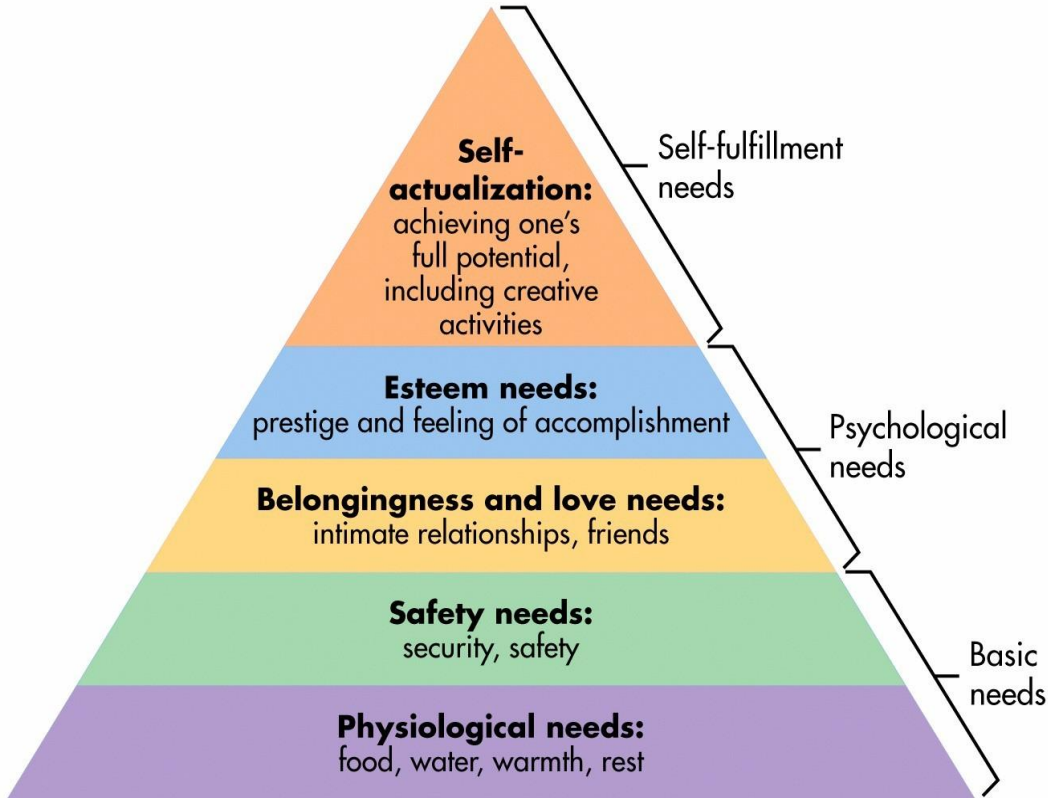 Self-
actualization:
achieving one's
full potential,
including creative
activities
Self-fulfillment
needs
Esteem needs:
prestige and feeling of accomplishment
Belongingness and love needs:
intimate relationships, friends
Psychological
needs
Safety needs:
security, safety
Physiological needs:
food, water, warmth, rest
Basic
needs